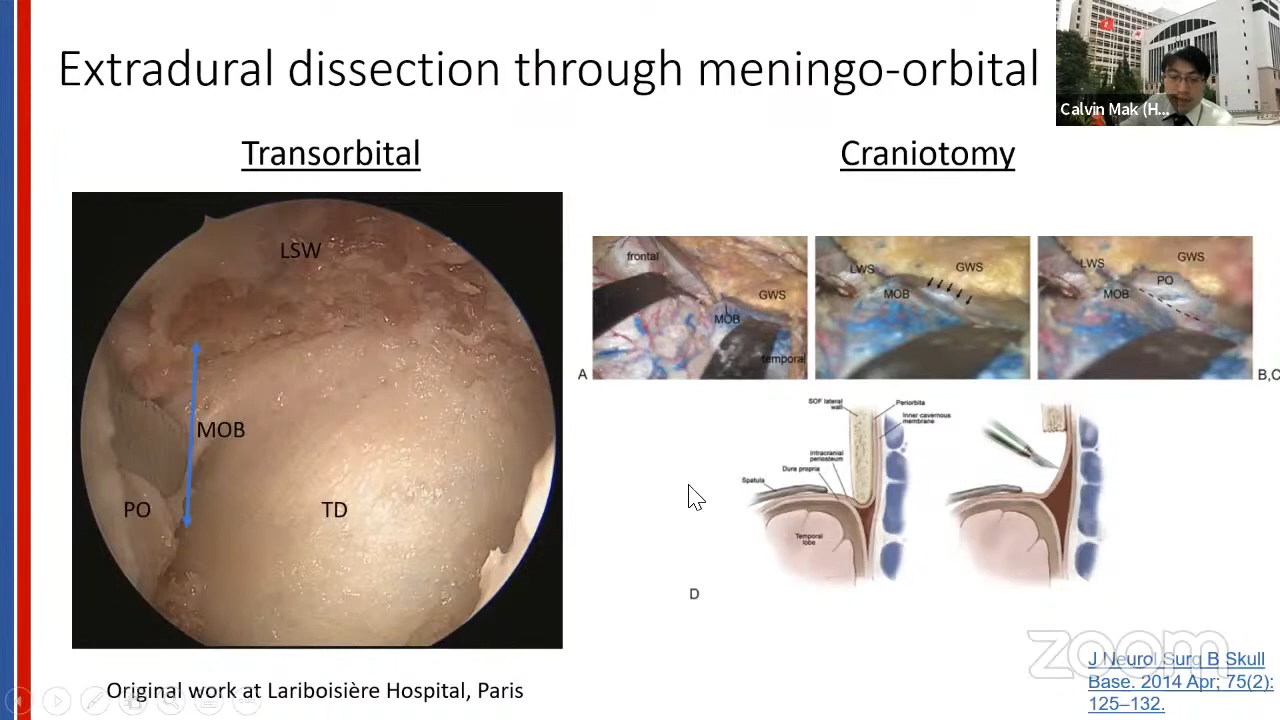 Extradural dissection through meningo-orbital
Calvin Mak (H...
Transorbital
Craniotomy
LSW
MOB
PO
TD
frontal
GWS
MOB
temporal
A
LWS
GWS
MOB
LWS
GWS
PO
MOB
B,C
SOF lateral
wall
Periorbita
Inner cavernous
membrane
Intracranial
periosteum
Dura propria
Spatula
Temporal
lobe
D
zoom
Original work at Lariboisière Hospital, Paris
J Neurol Surg B Skull
Base. 2014 Apr; 75(2):
125–132.